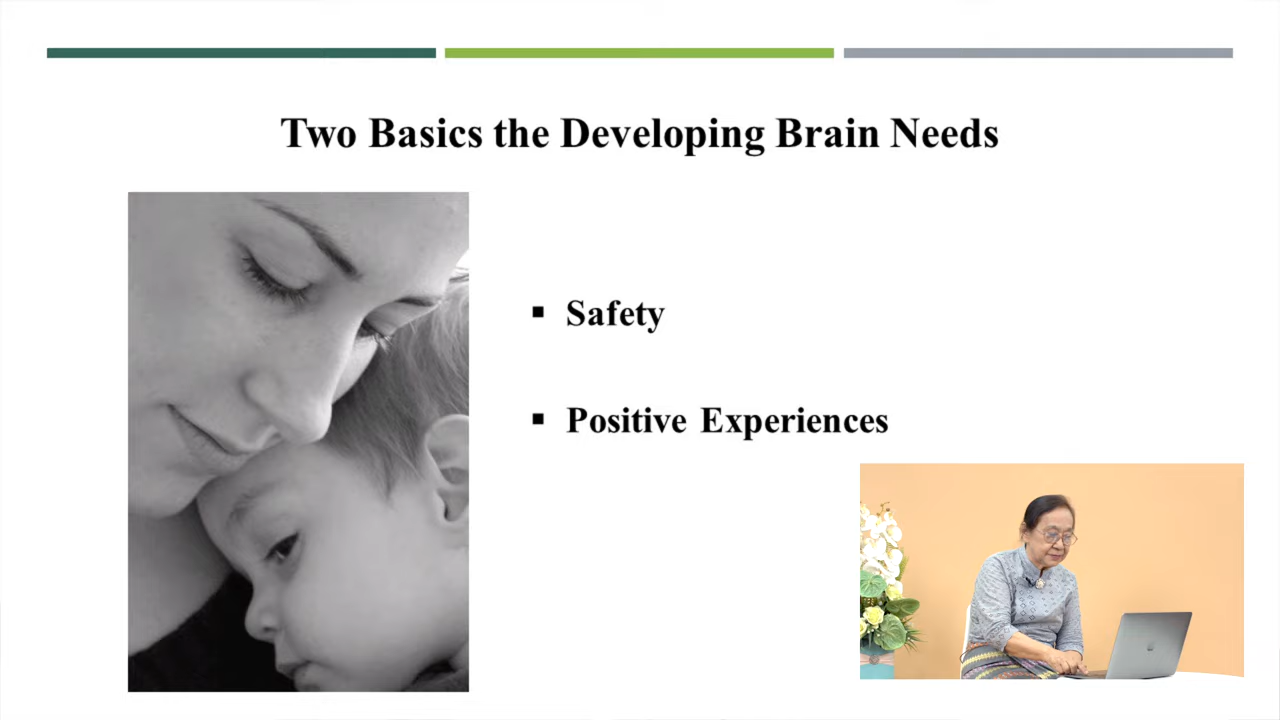 Two Basics the Developing Brain Needs
▪ Safety
▪ Positive Experiences